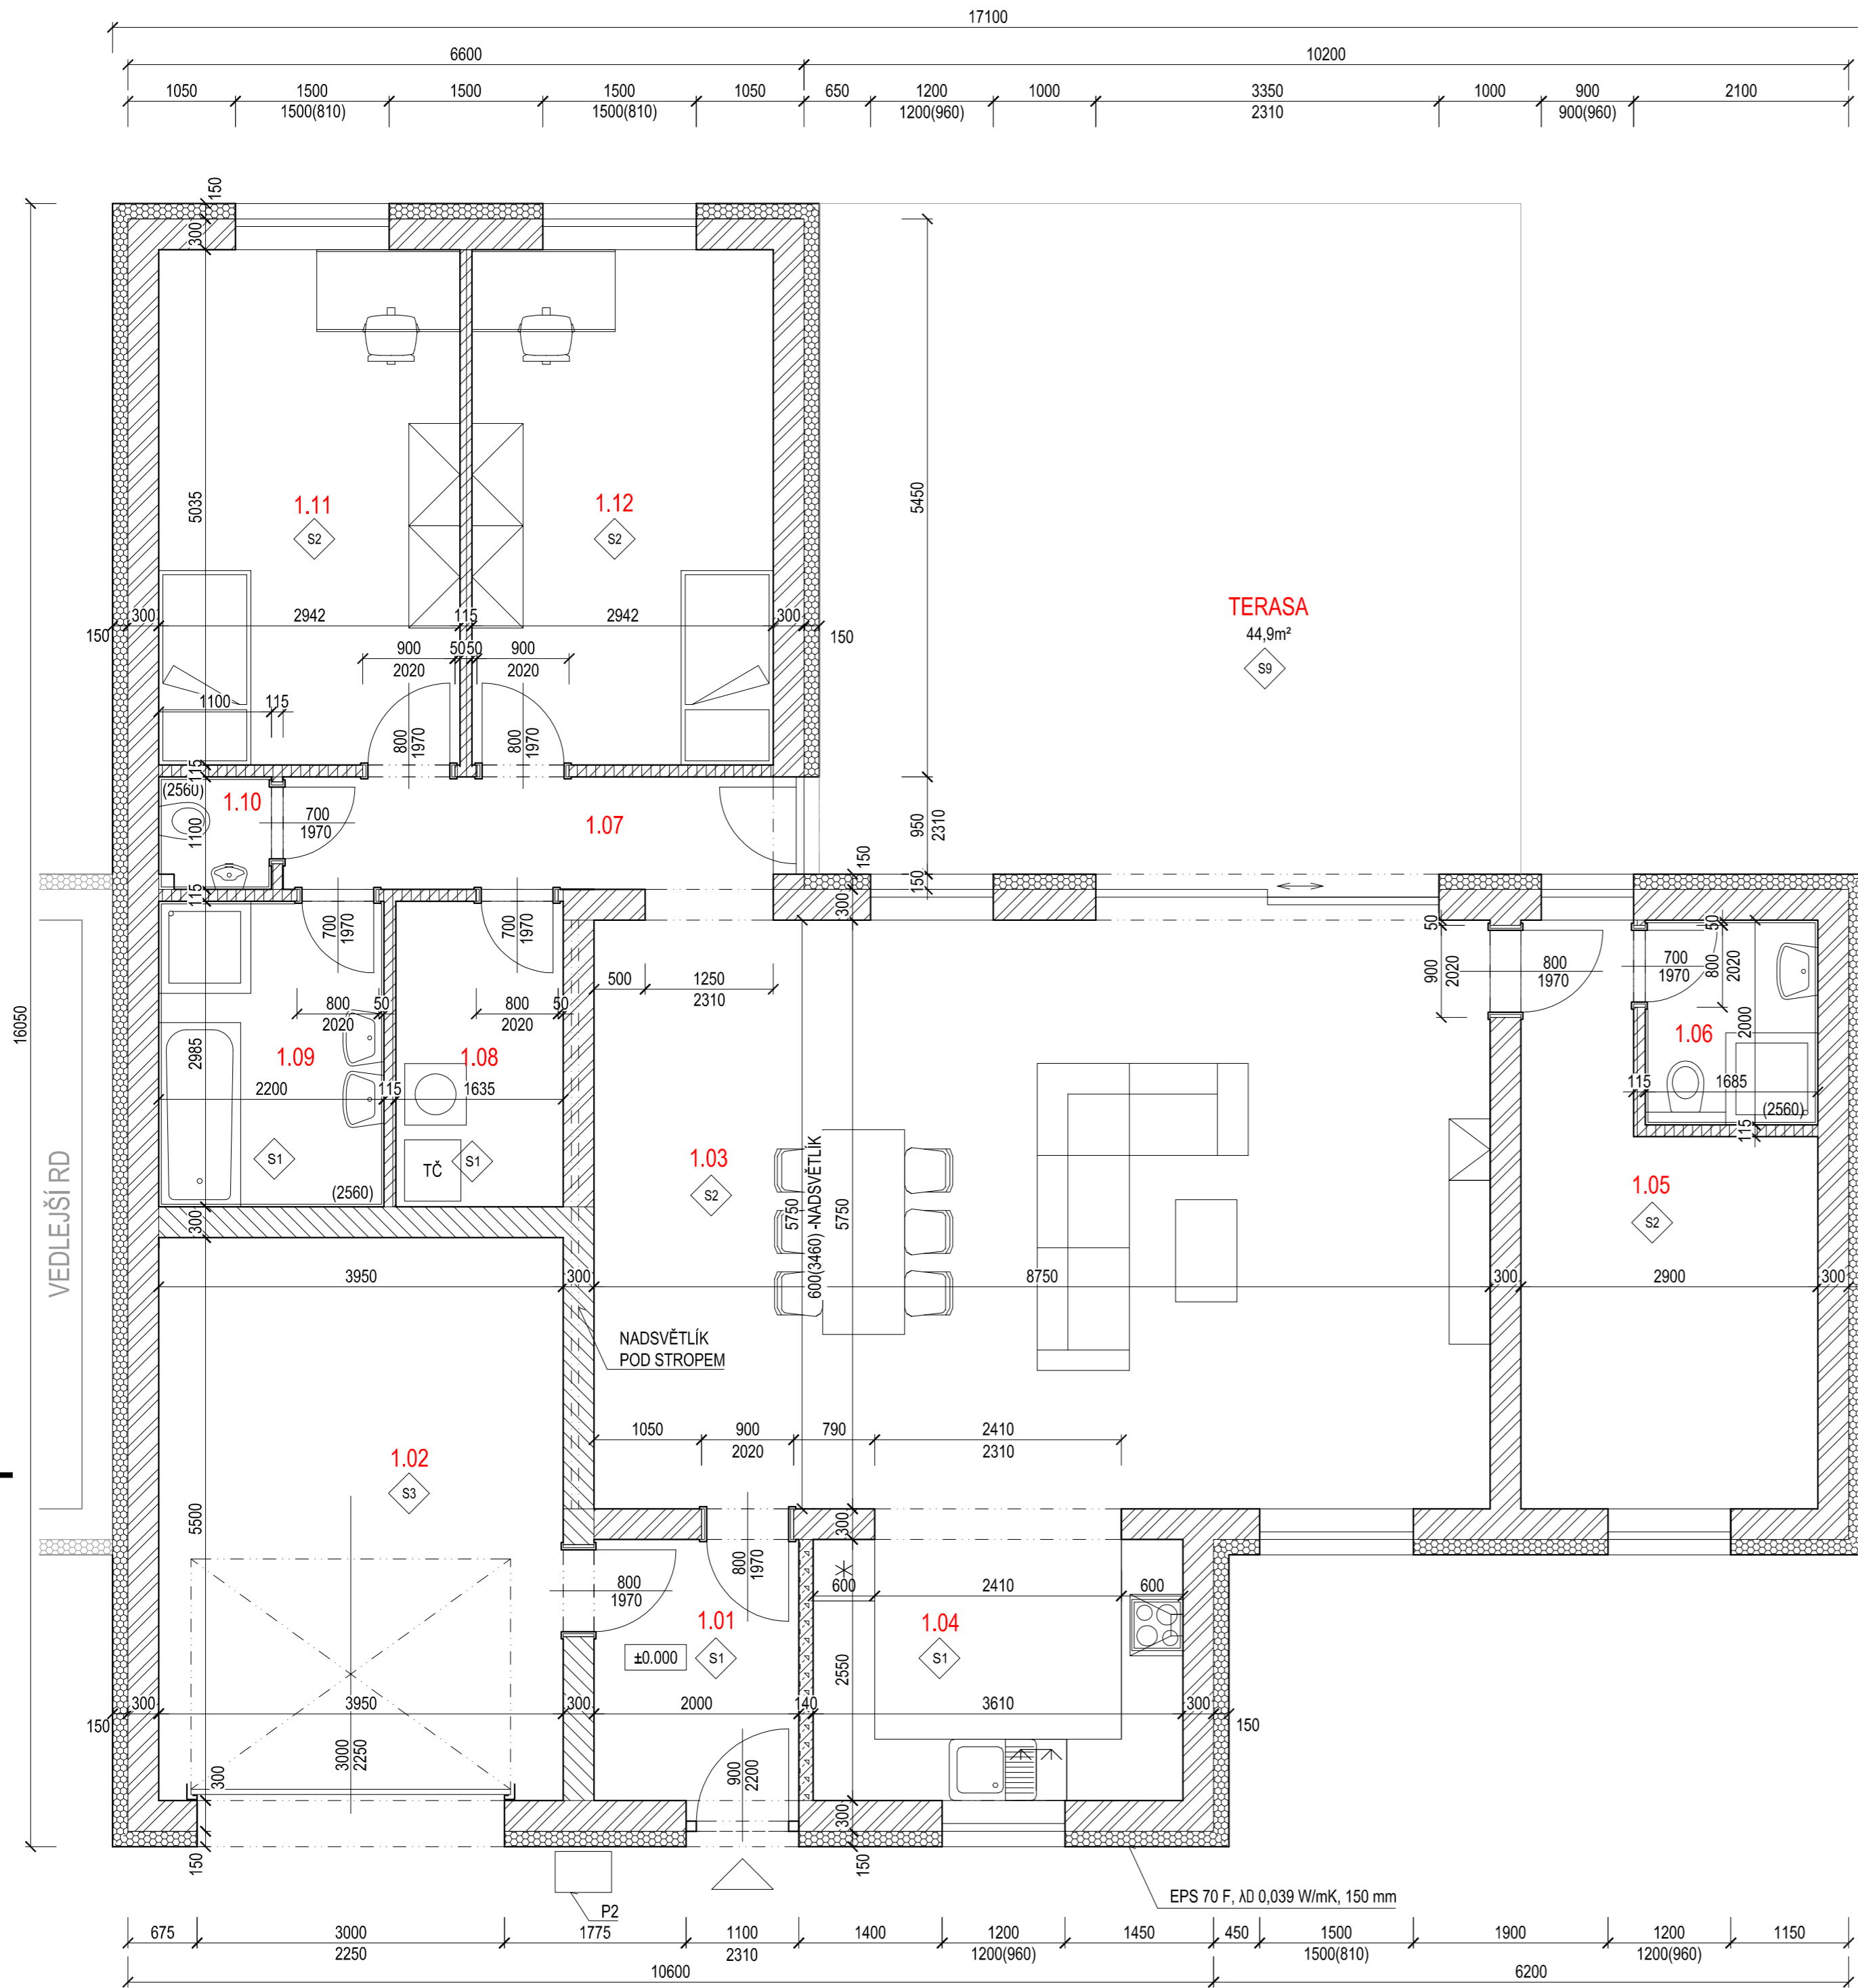 17100
6600 10200
1050 1500 1500 1500 1050 650 1200 1000 3350 1000 900 2100
1500(810) 1500(810) 1200(960) 2310 900(960)
150
300
5035
5450
1.11 1.12
S2 S2
TERASA
44,9m²
S9
150 300 2942 115 2942 300 150
900 50 50 900
2020 2020
1100 115
800 1970 800 1970
115
(2560)
1.10
1100
700
1970
1.07
950 2310
150
115
150
300
700 1970 700 1970
50
900 2020
800
1970
700
1970
50
800 2020
500 1250
2310
800 50 800 50
2020 2020
16050
2985
1.09 1.08
1.06
2000
2200 115 1635
115 1685
(2560)
115
VEDLEJŠÍ RD
S1 TČ S1
(2560)
1.03
S2
5750
600(3460) -NADSVĚTLÍK
5750
1.05
S2
300
3950 300 8750 300 2900 300
NADSVĚTLÍK
POD STROPEM
1050 900 790 2410
2020 2310
1.02
S3
5500
300
800 1970
800
1970
600 2410 600
1.01 1.04
±0.000 S1 S1
2550
150 300 3950 300 2000 140 3610 300 150
3000 2250
300
900 2200
300
150
150
P2
EPS 70 F, λD 0,039 W/mK, 150 mm
675 3000 1775 1100 1400 1200 1450 450 1500 1900 1200 1150
2250 2310 1200(960) 1500(810) 1200(960)
10600 6200